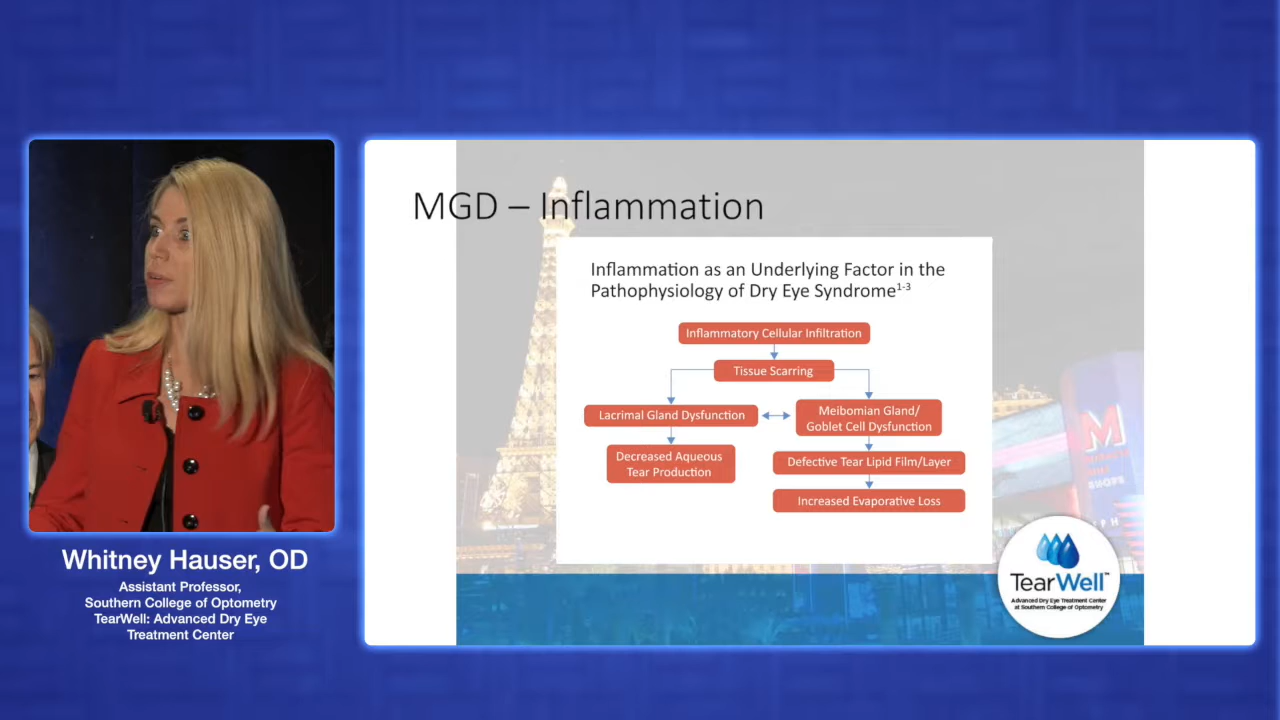 MGD – Inflammation
Inflammation as an Underlying Factor in the
Pathophysiology of Dry Eye Syndrome1-3
Inflammatory Cellular Infiltration
Tissue Scarring
Lacrimal Gland Dysfunction
Meibomian Gland/
Goblet Cell Dysfunction
Decreased Aqueous
Tear Production
Defective Tear Lipid Film/Layer
Increased Evaporative Loss
M
SHOPS
TearWell™
Advanced Dry Eye Treatment Center
at Southern College of Optometry
Whitney Hauser, OD
Assistant Professor,
Southern College of Optometry
TearWell: Advanced Dry Eye
Treatment Center